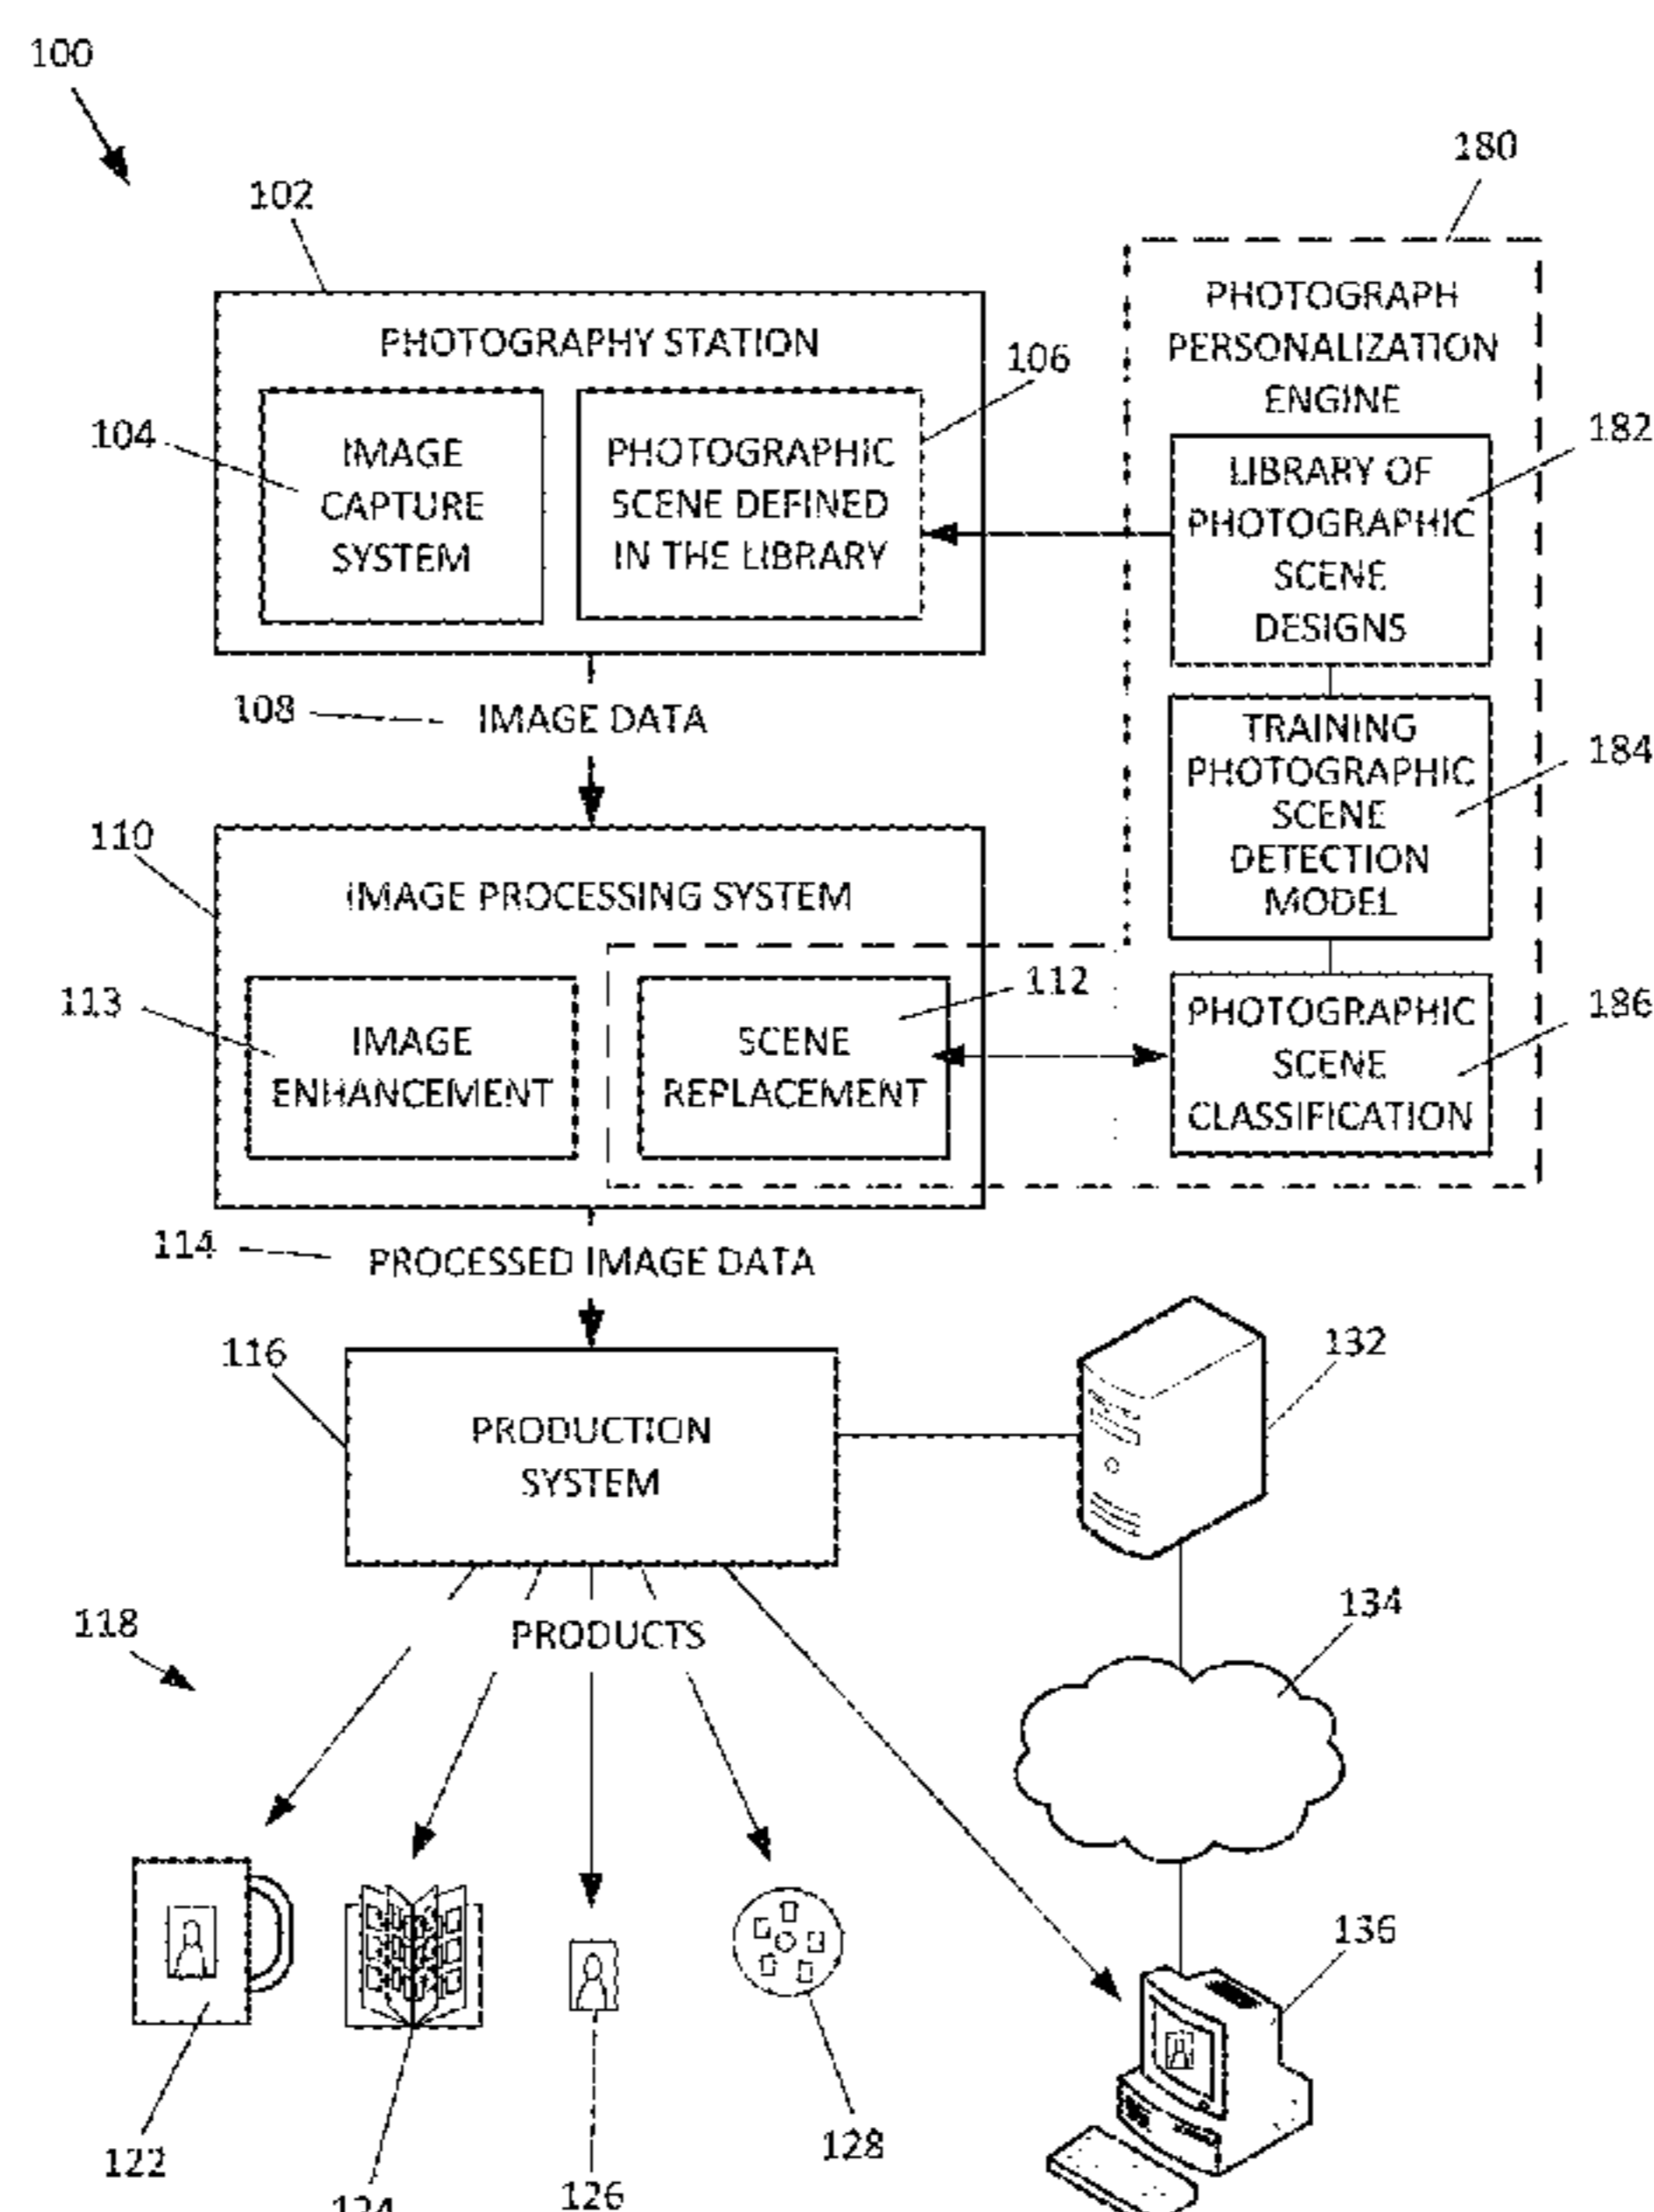 100
180
102
PHOTOGRAPHY STATION
104
IMAGE
CAPTURE
SYSTEM
106
PHOTOGRAPHIC
SCENE DEFINED
IN THE LIBRARY
PHOTOGRAPH
PERSONALIZATION
ENGINE
182
LIBRARY OF
PHOTOGRAPHIC
SCENE
DESIGNS
108
IMAGE DATA
184
TRAINING
PHOTOGRAPHIC
SCENE
DETECTION
MODEL
110
IMAGE PROCESSING SYSTEM
113
IMAGE
ENHANCEMENT
112
SCENE
REPLACEMENT
186
PHOTOGRAPHIC
SCENE
CLASSIFICATION
114
PROCESSED IMAGE DATA
116
PRODUCTION
SYSTEM
132
118
PRODUCTS
134
136
122
124
126
128